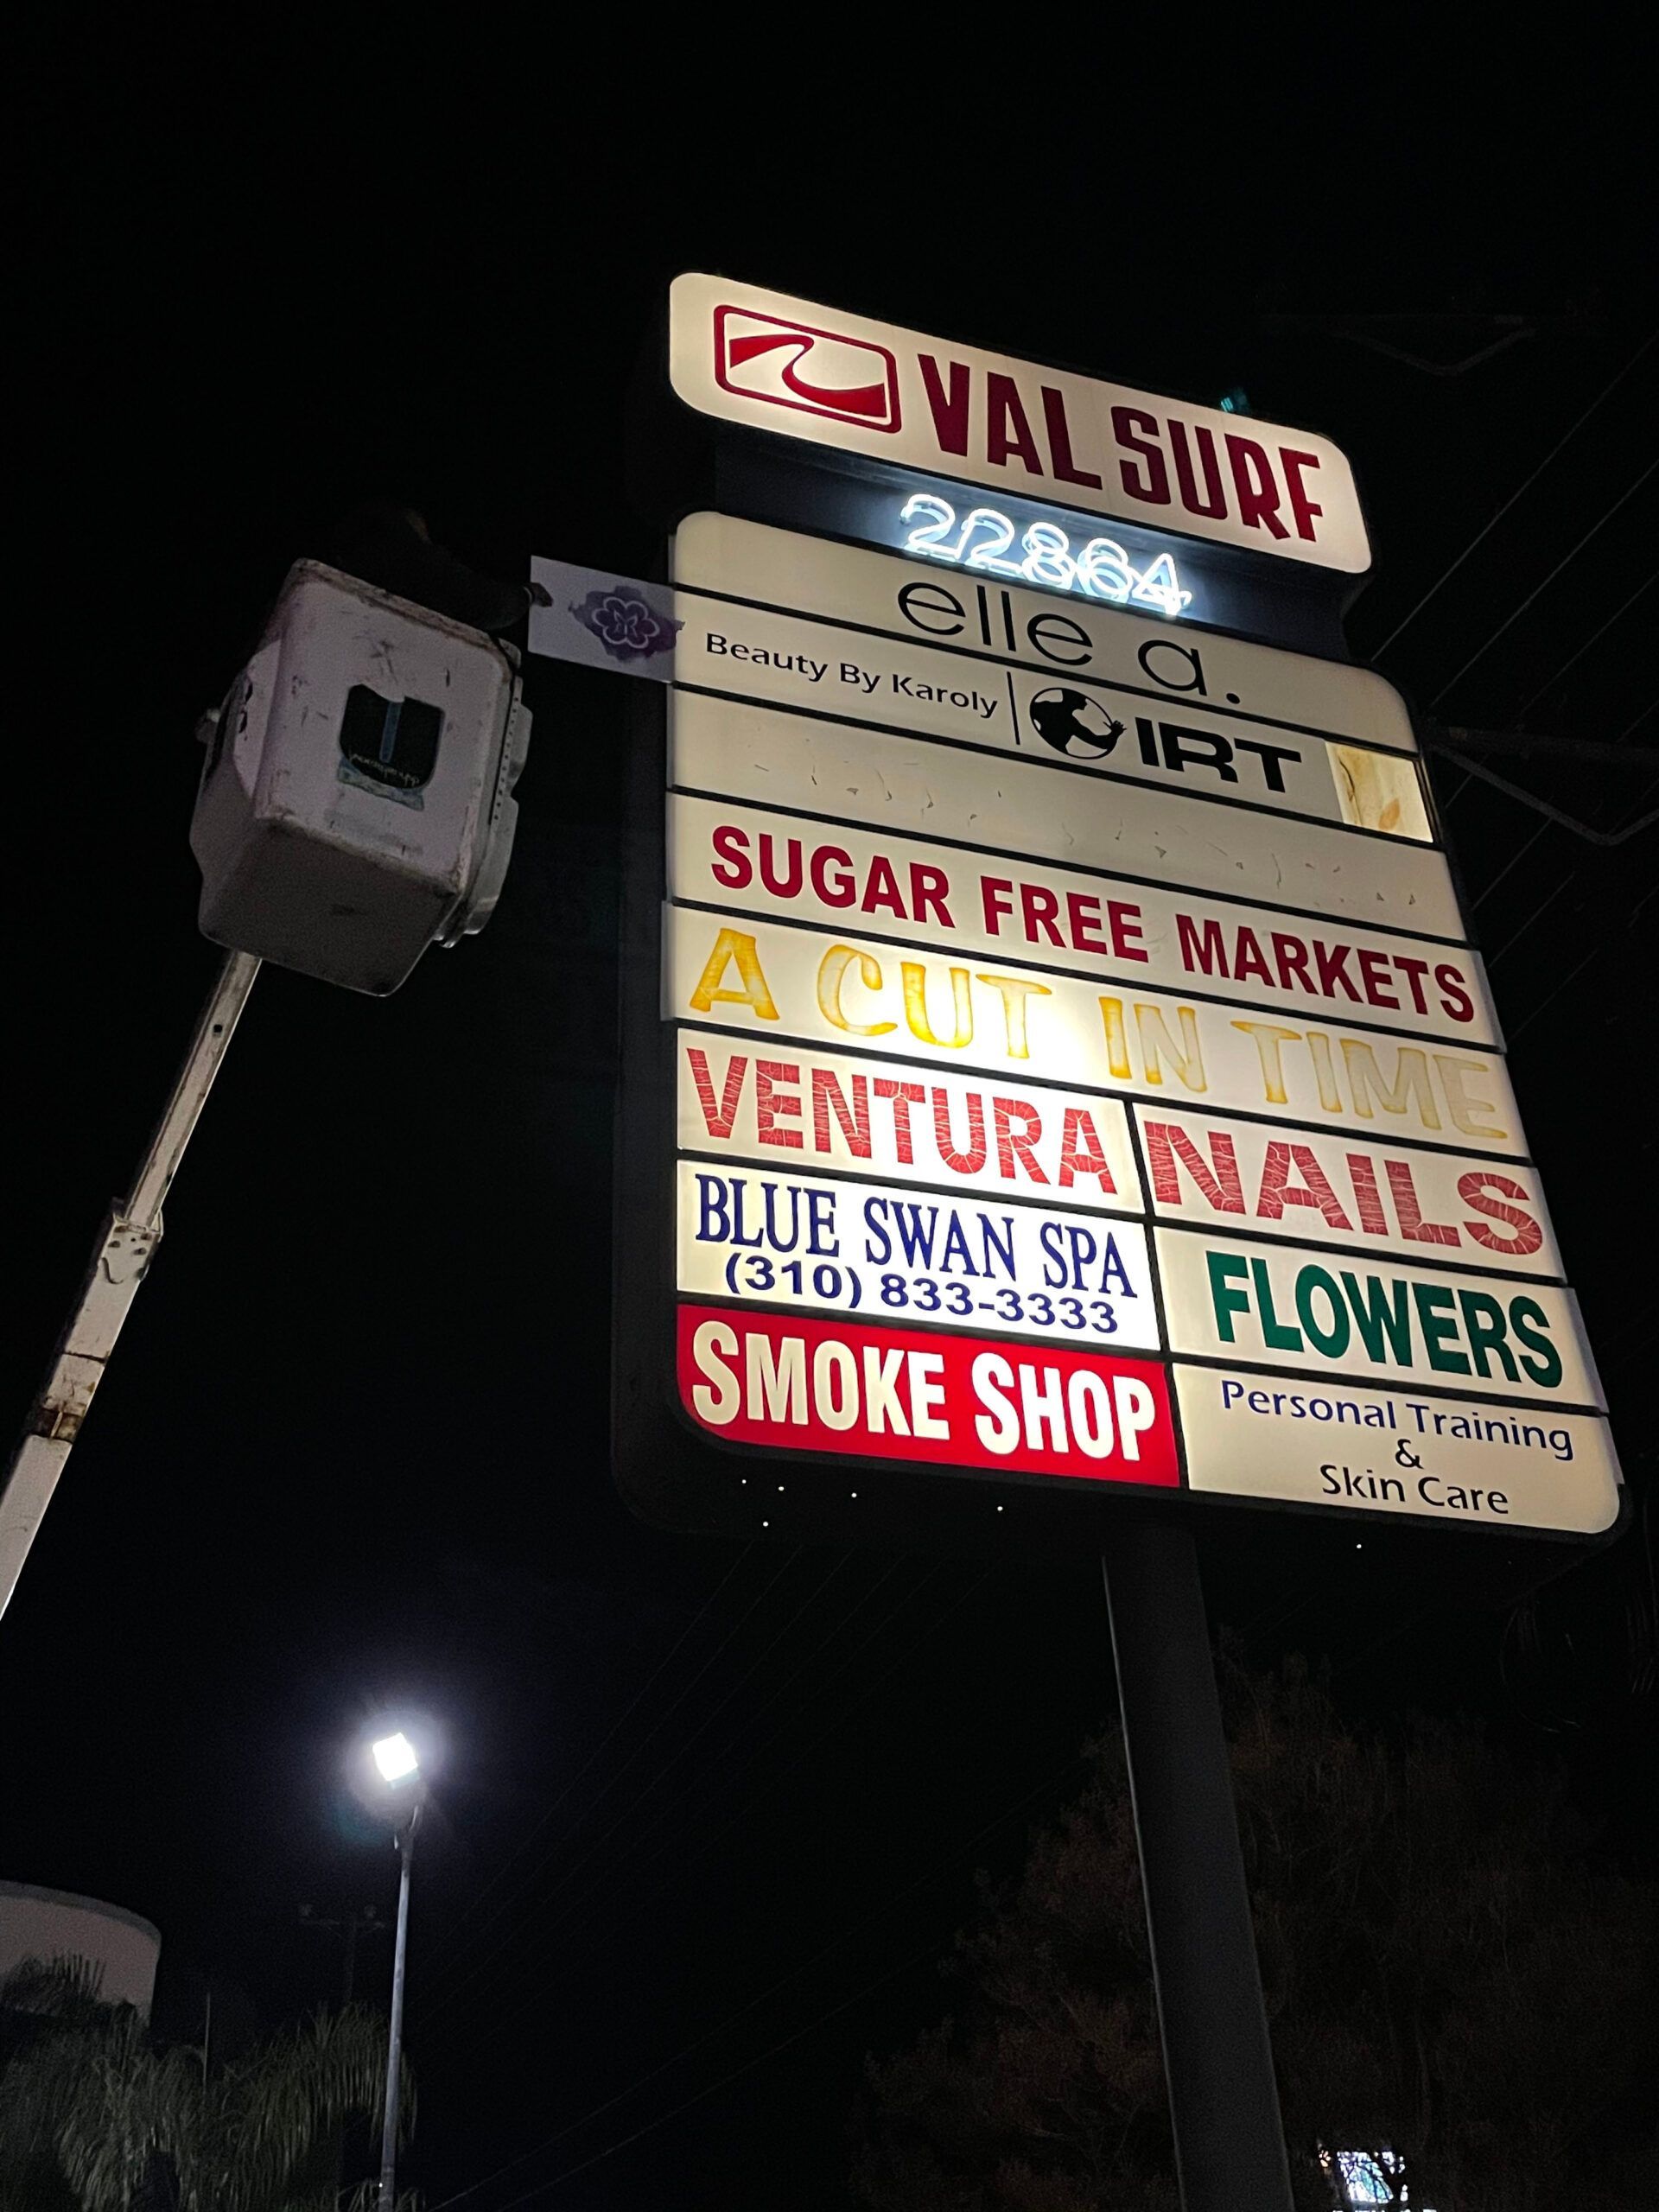 VAL SURF
22864
elle a.
Beauty By Karoly
IRT
SUGAR FREE MARKETS
A CUT IN TIME
VENTURA
NAILS
BLUE SWAN SPA
(310) 833-3333
FLOWERS
SMOKE SHOP
Personal Training
&
Skin Care